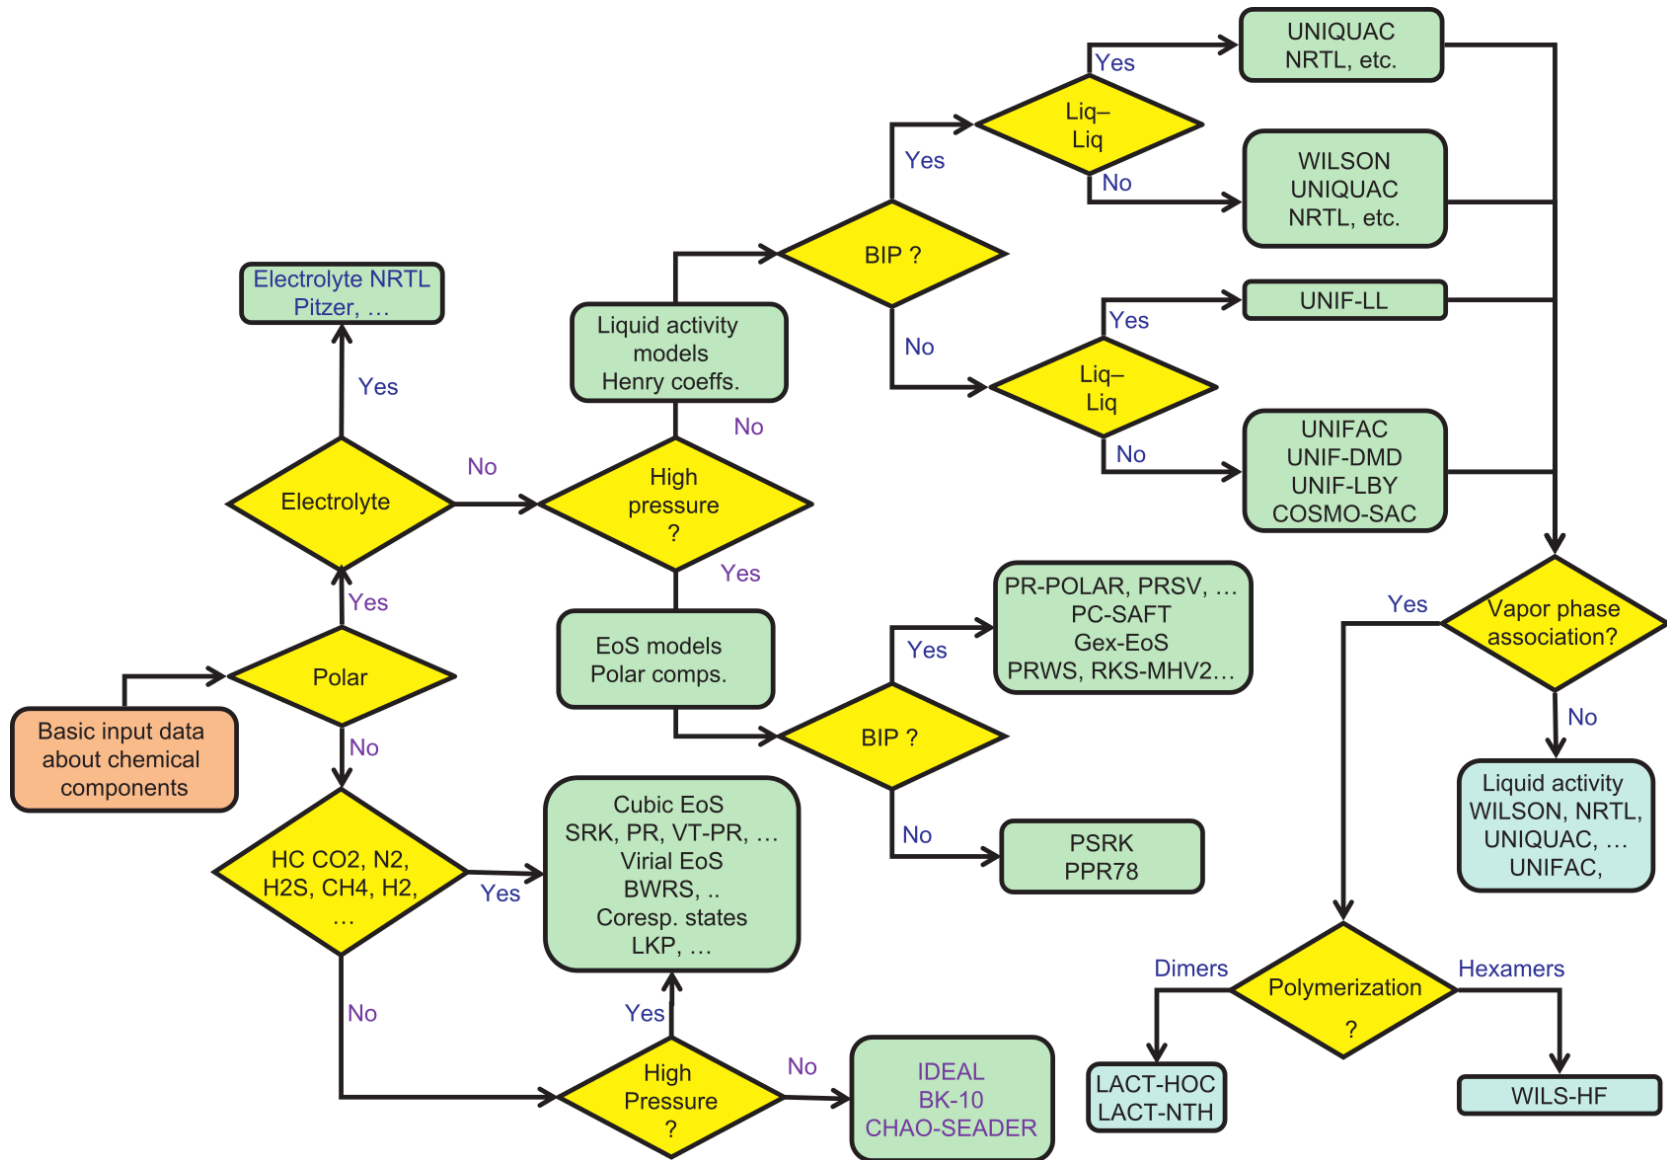 UNIQUAC
NRTL, etc.
Yes
Liq–
Liq
Yes
No
WILSON
UNIQUAC
NRTL, etc.
BIP ?
Electrolyte NRTL
Pitzer, …
Liquid activity
models
Henry coeffs.
No
Yes
UNIF-LL
Liq–
Liq
No
UNIFAC
UNIF-DMD
UNIF-LBY
COSMO-SAC
Yes
No
No
Electrolyte
High
pressure
?
Yes
Yes
Polar
EoS models
Polar comps.
Yes
PR-POLAR, PRSV, …
PC-SAFT
Gex-EoS
PRWS, RKS-MHV2…
BIP ?
Yes
Vapor phase
association?
No
Basic input data
about chemical
components
No
Liquid activity
WILSON, NRTL,
UNIQUAC, …
UNIFAC,
No
PSRK
PPR78
HC CO2, N2,
H2S, CH4, H2,
…
Yes
Cubic EoS
SRK, PR, VT-PR, …
Virial EoS
BWRS, ..
Coresp. states
LKP, …
Dimers
Hexamers
Polymerization
?
No
Yes
High
Pressure
?
No
IDEAL
BK-10
CHAO-SEADER
LACT-HOC
LACT-NTH
WILS-HF